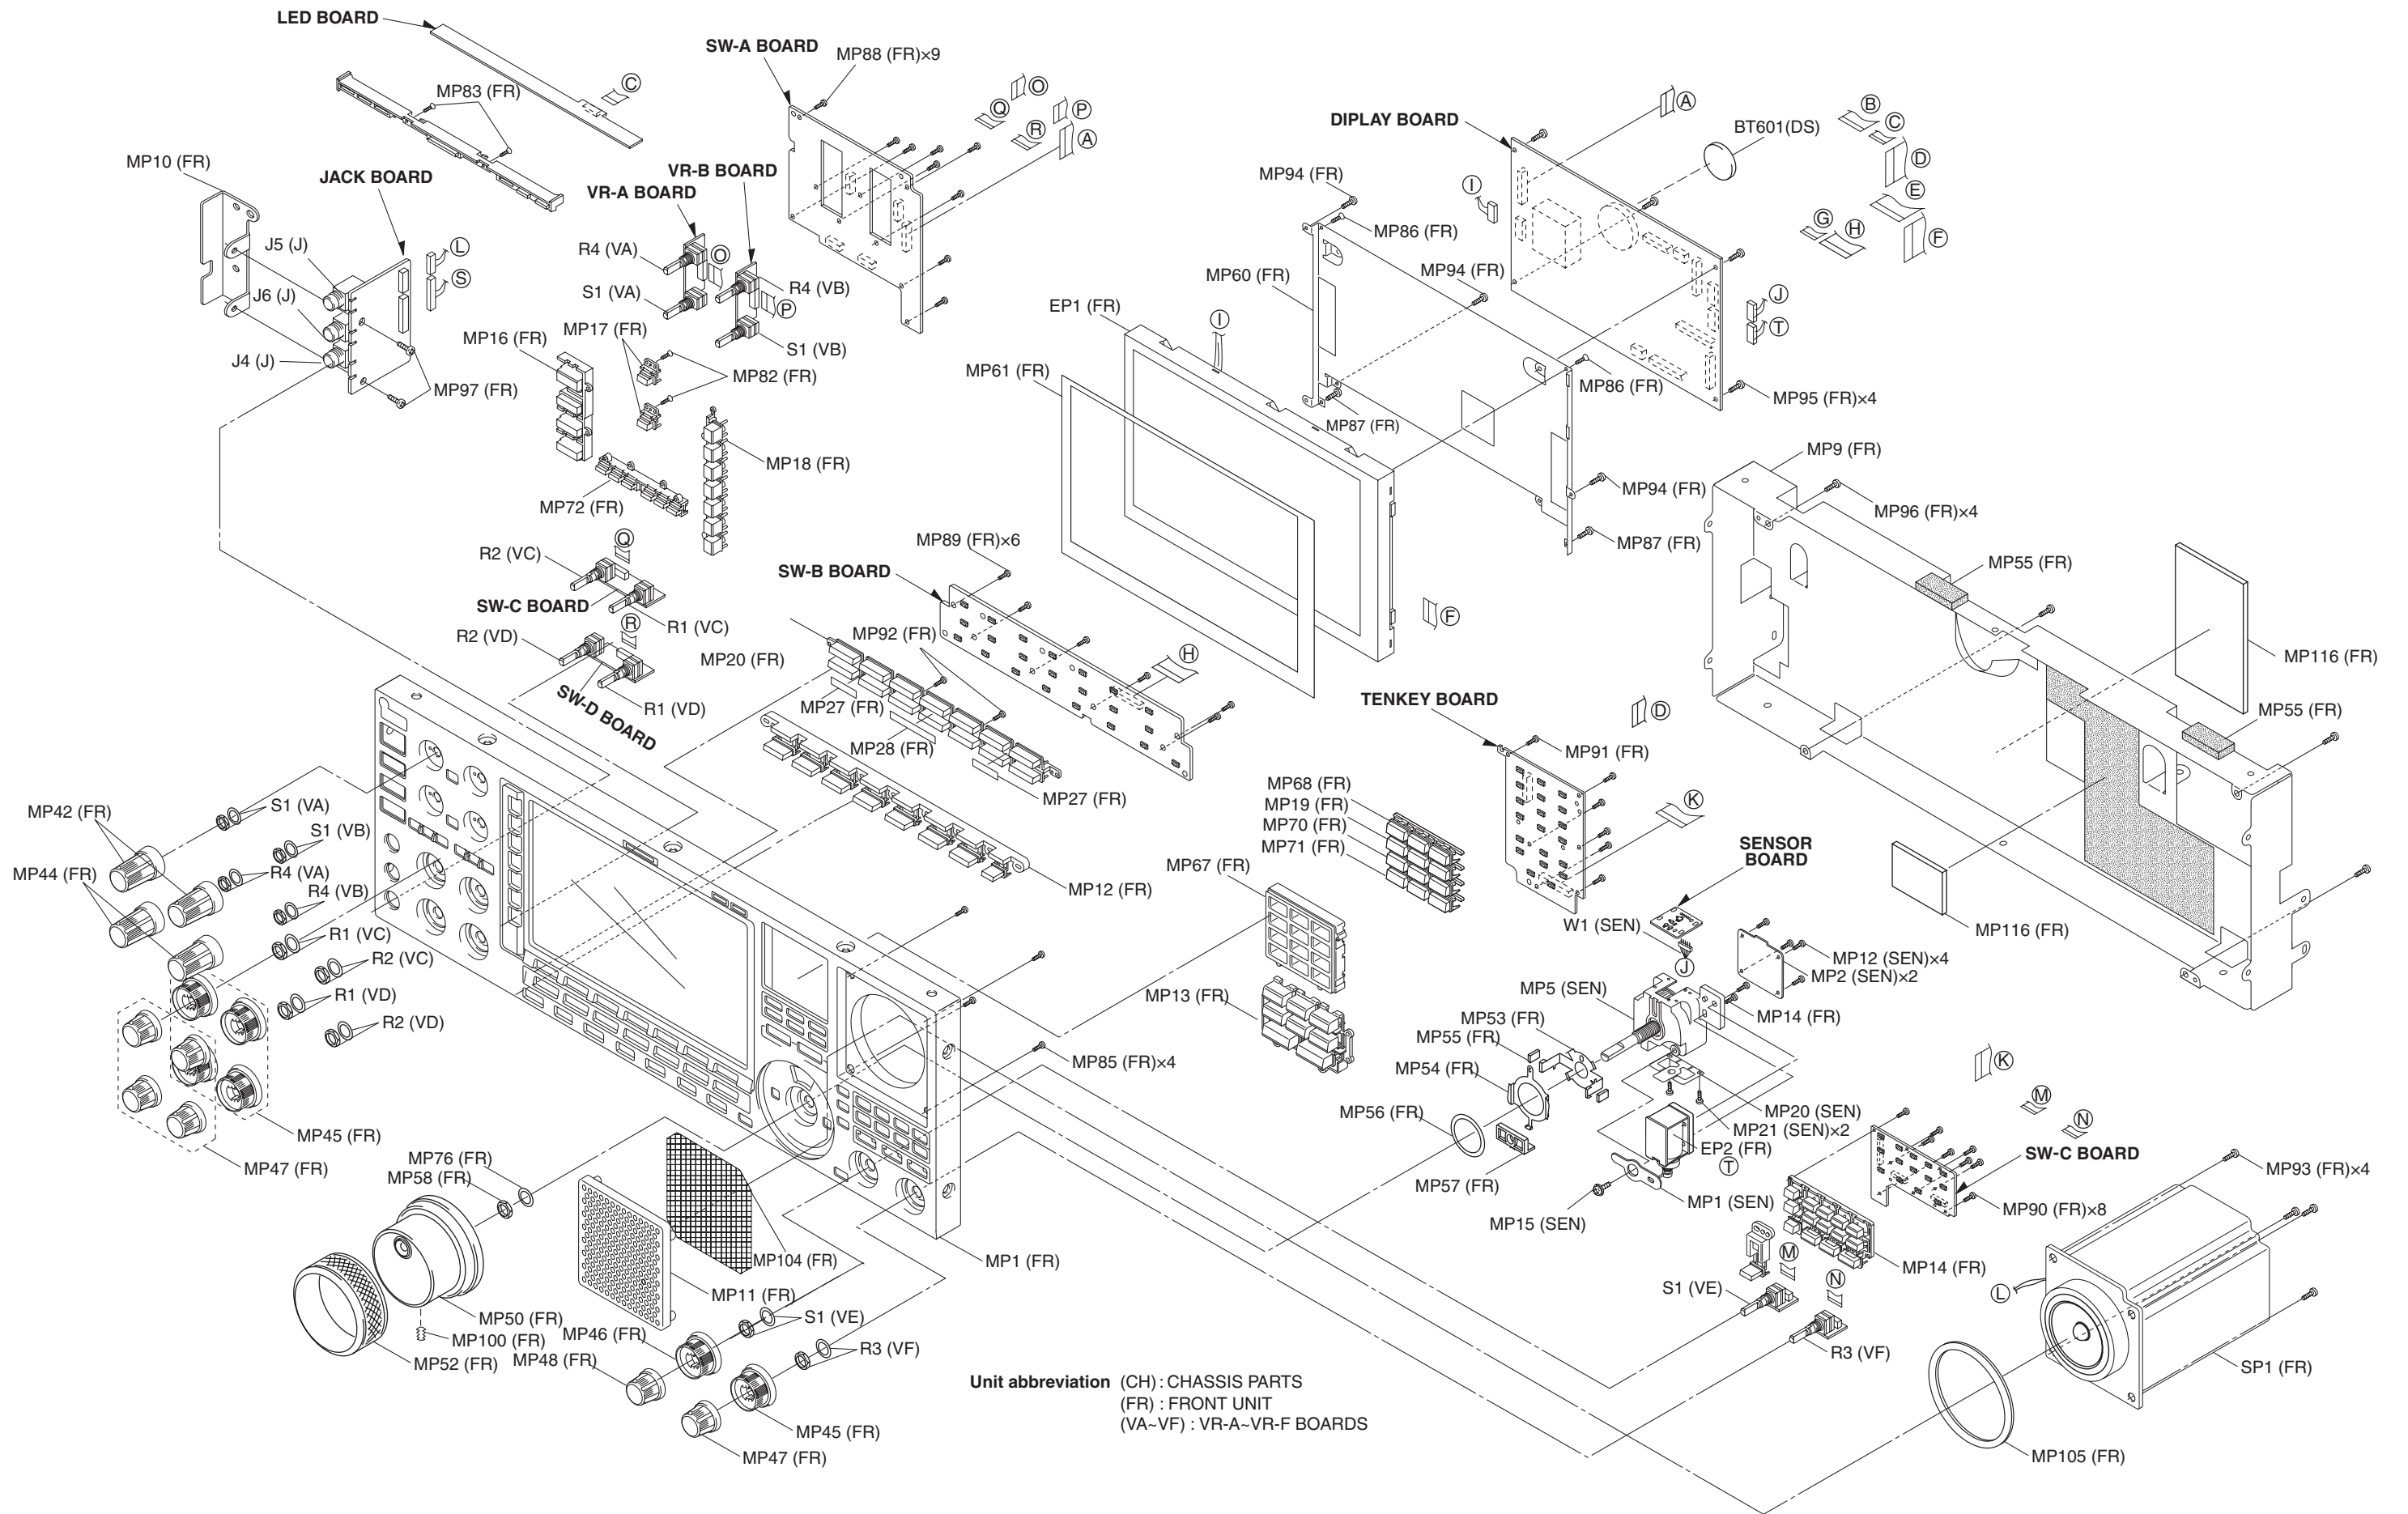 LED BOARD
MP83 (FR)
Ⓒ
SW-A BOARD
MP88 (FR)×9
Ⓞ
Ⓠ
Ⓟ
Ⓡ
Ⓐ
DIPLAY BOARD
Ⓐ
BT601(DS)
Ⓑ
Ⓒ
Ⓓ
Ⓔ
Ⓖ
Ⓗ
Ⓕ
MP10 (FR)
JACK BOARD
J5 (J)
J6 (J)
J4 (J)
Ⓛ
Ⓢ
MP97 (FR)
VR-B BOARD
VR-A BOARD
R4 (VA)
Ⓞ
S1 (VA)
R4 (VB)
Ⓟ
S1 (VB)
MP16 (FR)
MP17 (FR)
MP82 (FR)
MP18 (FR)
MP72 (FR)
MP94 (FR)
Ⓘ
MP86 (FR)
MP60 (FR)
MP94 (FR)
EP1 (FR)
Ⓘ
MP61 (FR)
MP87 (FR)
MP86 (FR)
Ⓙ
Ⓣ
MP95 (FR)×4
MP94 (FR)
MP87 (FR)
MP9 (FR)
MP96 (FR)×4
MP55 (FR)
MP116 (FR)
MP55 (FR)
MP116 (FR)
Ⓠ
R2 (VC)
SW-C BOARD
R1 (VC)
R2 (VD)
Ⓡ
SW-D BOARD
R1 (VD)
MP89 (FR)×6
SW-B BOARD
MP92 (FR)
MP20 (FR)
Ⓗ
Ⓕ
MP27 (FR)
MP28 (FR)
MP27 (FR)
MP12 (FR)
TENKEY BOARD
Ⓓ
MP91 (FR)
MP68 (FR)
MP19 (FR)
MP70 (FR)
MP71 (FR)
Ⓚ
MP67 (FR)
MP13 (FR)
SENSOR
BOARD
W1 (SEN)
Ⓙ
MP12 (SEN)×4
MP2 (SEN)×2
MP5 (SEN)
MP14 (FR)
MP53 (FR)
MP55 (FR)
MP54 (FR)
MP56 (FR)
MP57 (FR)
MP20 (SEN)
MP21 (SEN)×2
EP2 (FR)
Ⓣ
MP1 (SEN)
MP15 (SEN)
Ⓚ
Ⓜ
Ⓝ
SW-C BOARD
MP93 (FR)×4
MP90 (FR)×8
MP14 (FR)
Ⓜ
S1 (VE)
Ⓝ
R3 (VF)
Ⓛ
SP1 (FR)
MP105 (FR)
MP42 (FR)
S1 (VA)
S1 (VB)
MP44 (FR)
R4 (VA)
R4 (VB)
R1 (VC)
R2 (VC)
R1 (VD)
R2 (VD)
MP45 (FR)
MP47 (FR)
MP85 (FR)×4
MP76 (FR)
MP58 (FR)
MP104 (FR)
MP1 (FR)
MP11 (FR)
MP50 (FR)
MP100 (FR)
MP52 (FR)
S1 (VE)
MP46 (FR)
MP48 (FR)
R3 (VF)
MP45 (FR)
MP47 (FR)
Unit abbreviation (CH) : CHASSIS PARTS
(FR) : FRONT UNIT
(VA~VF) : VR-A~VR-F BOARDS